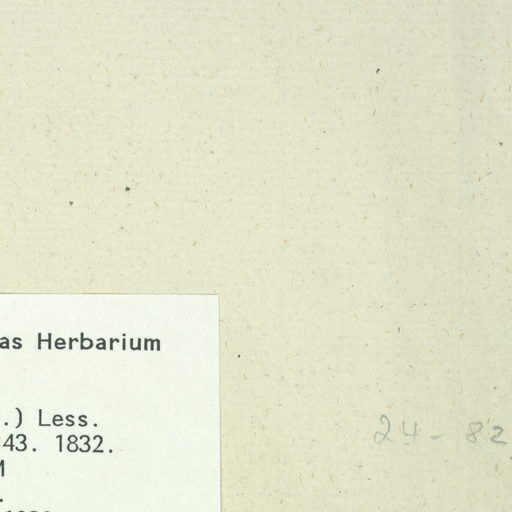 as Herbarium
.) Less.
43. 1832.
M
.
24-82